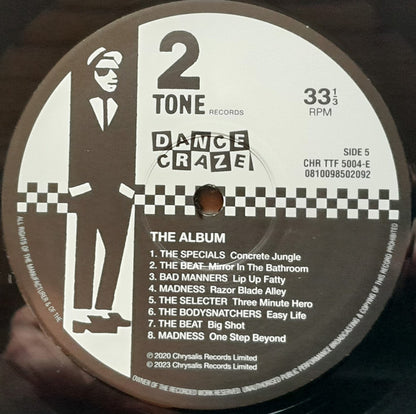 2
TONE RECORDS
33 1/3
RPM
DANCE
CRAZE
SIDE 5
CHR TTF 5004-E
0810098502092
THE ALBUM
1. THE SPECIALS Concrete Jungle
2. THE BEAT Mirror In The Bathroom
3. BAD MANNERS Lip Up Fatty
4. MADNESS Razor Blade Alley
5. THE SELECTER Three Minute Hero
6. THE BODYSNATCHERS Easy Life
7. THE BEAT Big Shot
8. MADNESS One Step Beyond
℗ 2020 Chrysalis Records Limited
© 2023 Chrysalis Records Limited
ALL RIGHTS OF THE MANUFACTURER & OF THE OWNER OF THE RECORDED WORK RESERVED. UNAUTHORISED PUBLIC PERFORMANCE BROADCASTING & COPYING OF THIS RECORD PROHIBITED